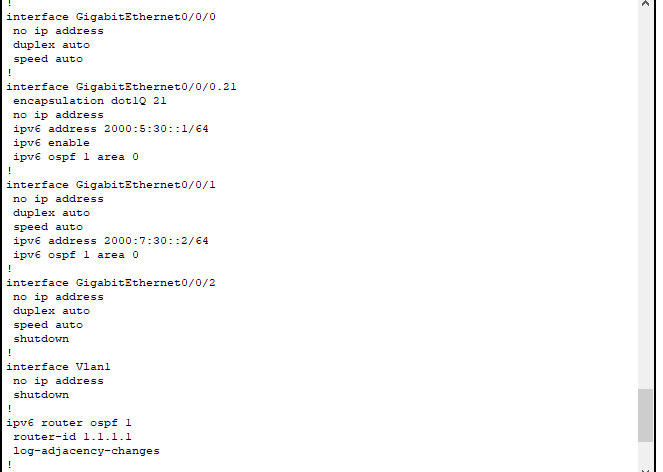 !
interface GigabitEthernet0/0/0
 no ip address
 duplex auto
 speed auto
!
interface GigabitEthernet0/0/0.21
 encapsulation dot1Q 21
 no ip address
 ipv6 address 2000:5:30::1/64
 ipv6 enable
 ipv6 ospf 1 area 0
!
interface GigabitEthernet0/0/1
 no ip address
 duplex auto
 speed auto
 ipv6 address 2000:7:30::2/64
 ipv6 ospf 1 area 0
!
interface GigabitEthernet0/0/2
 no ip address
 duplex auto
 speed auto
 shutdown
!
interface Vlan1
 no ip address
 shutdown
!
ipv6 router ospf 1
 router-id 1.1.1.1
 log-adjacency-changes
!